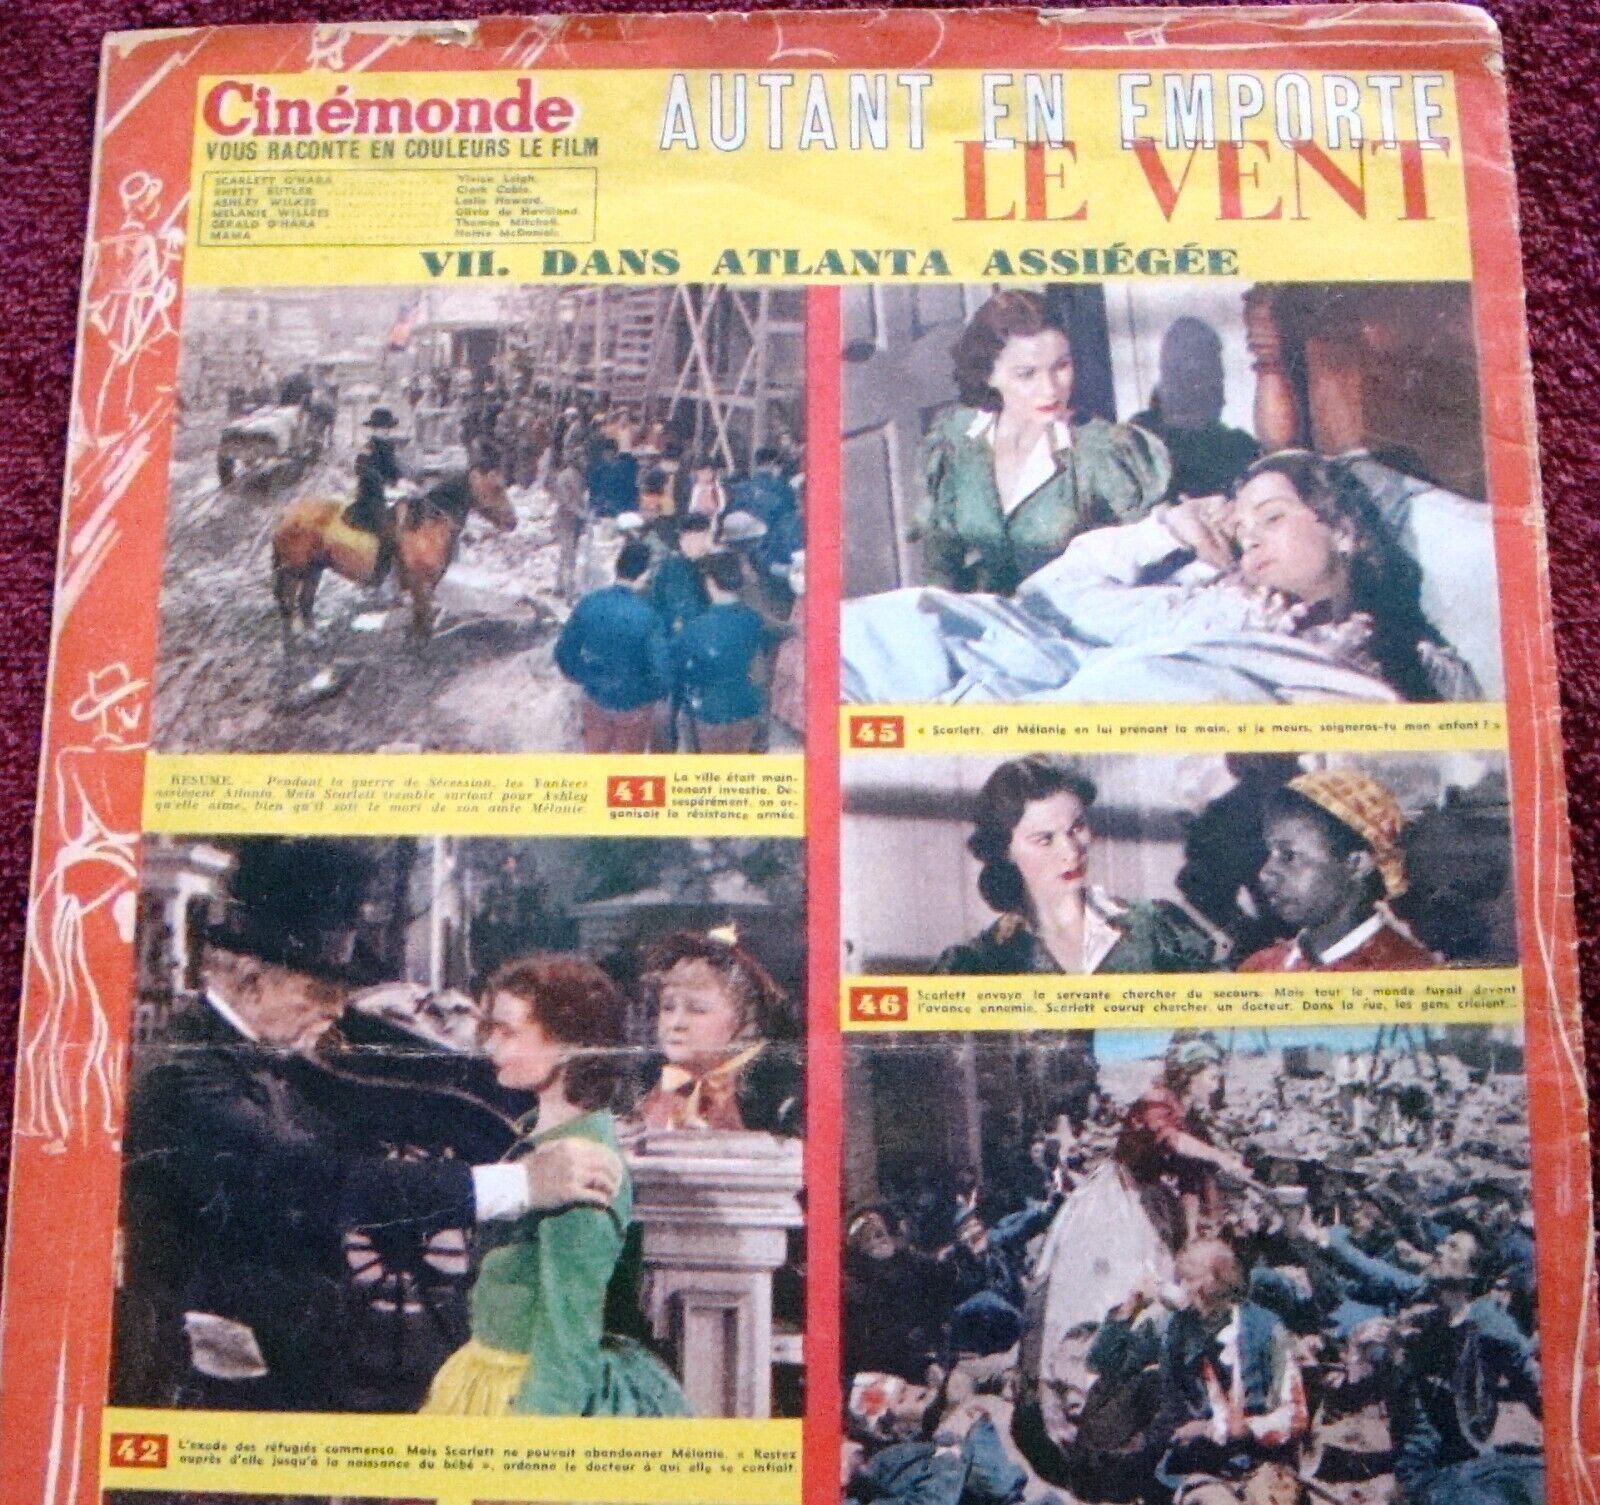 Cinémonde
VOUS RACONTE EN COULEURS LE FILM
AUTANT EN EMPORTE
LE VENT
SCARLETT O'HARA Vivien Leigh.
RHETT BUTLER Clark Gable.
ASHLEY WILKES Leslie Howard.
MELANIE WILKES Olivia de Havilland.
GERALD O'HARA Thomas Mitchell.
MAMA Hattie McDaniel.
VII. DANS ATLANTA ASSIÉGÉE
RESUME. — Pendant la guerre de Sécession, les Yankees
assiègent Atlanta. Mais Scarlett tremble surtout pour Ashley
qu'elle aime, bien qu'il soit le mari de son amie Mélanie.
41 La ville était main-
tenant investie. Dé-
sespérément, on or-
ganisait la résistance armée.
42 L'exode des réfugiés commença. Mais Scarlett ne pouvait abandonner Mélanie. « Restez
auprès d'elle jusqu'à la naissance du bébé », ordonna le docteur à qui elle se confiait.
45 « Scarlett, dit Mélanie en lui prenant la main, si je meurs, soigneras-tu mon enfant ? »
46 Scarlett envoya la servante chercher du secours. Mais tout le monde fuyait devant
l'avance ennemie. Scarlett courut chercher un docteur. Dans la rue, les gens criaient...